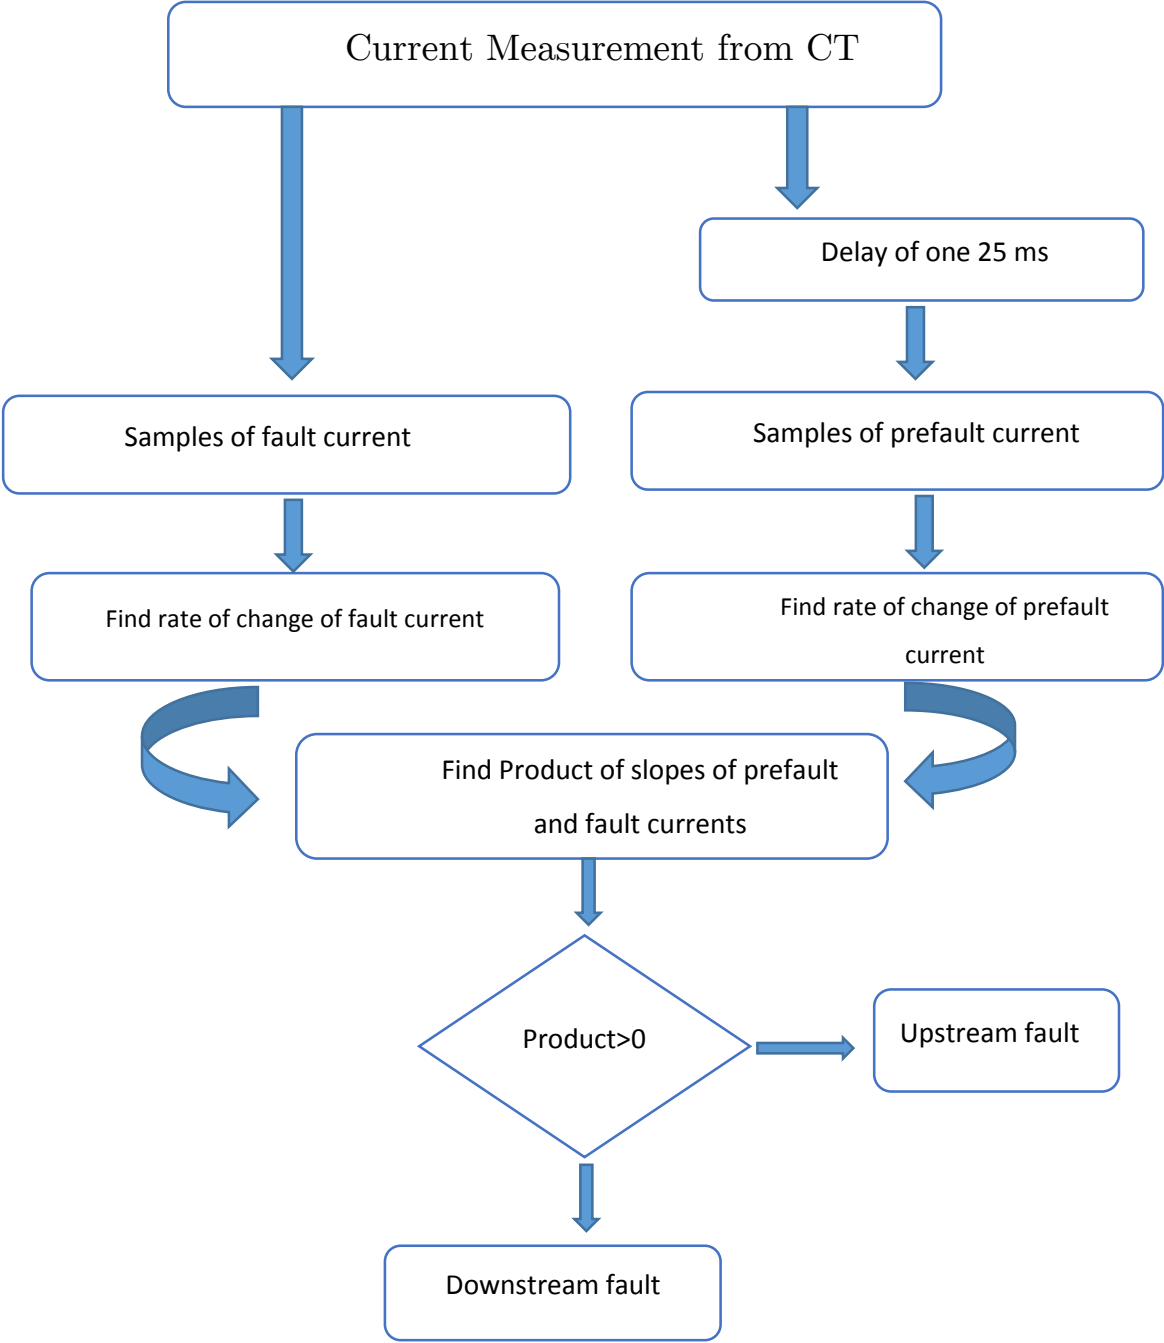 Current Measurement from CT
Delay of one 25 ms
Samples of fault current
Samples of prefault current
Find rate of change of fault current
Find rate of change of prefault
current
Find Product of slopes of prefault
and fault currents
Product>0
Upstream fault
Downstream fault